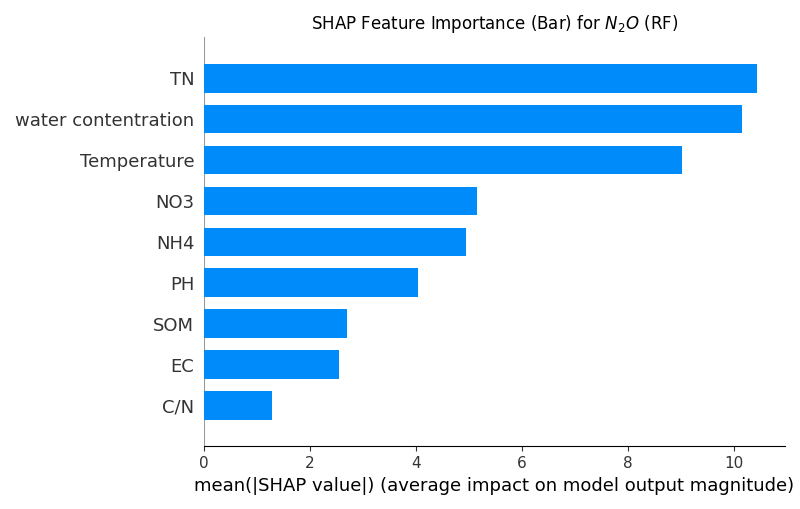 SHAP Feature Importance (Bar) for N₂O (RF)
TN
water contentration
Temperature
NO3
NH4
PH
SOM
EC
C/N
0 2 4 6 8 10
mean(|SHAP value|) (average impact on model output magnitude)